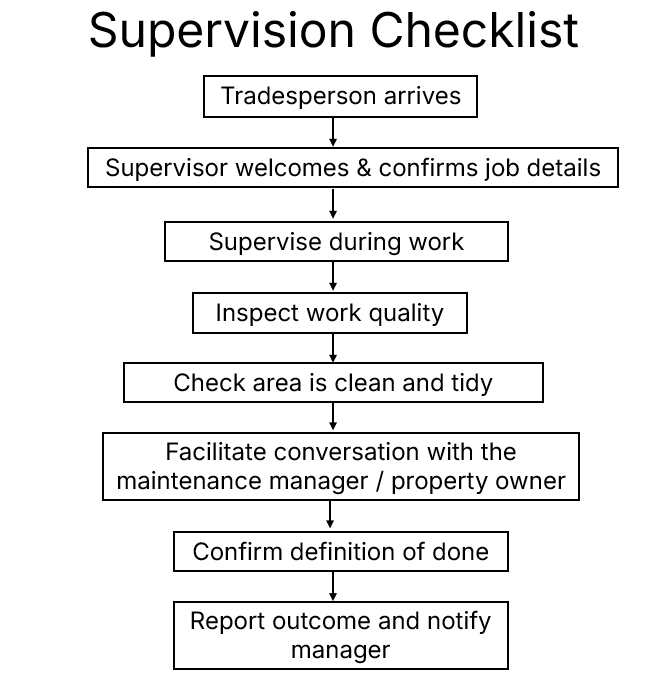 Supervision Checklist
Tradesperson arrives
Supervisor welcomes & confirms job details
Supervise during work
Inspect work quality
Check area is clean and tidy
Facilitate conversation with the
maintenance manager / property owner
Confirm definition of done
Report outcome and notify
manager